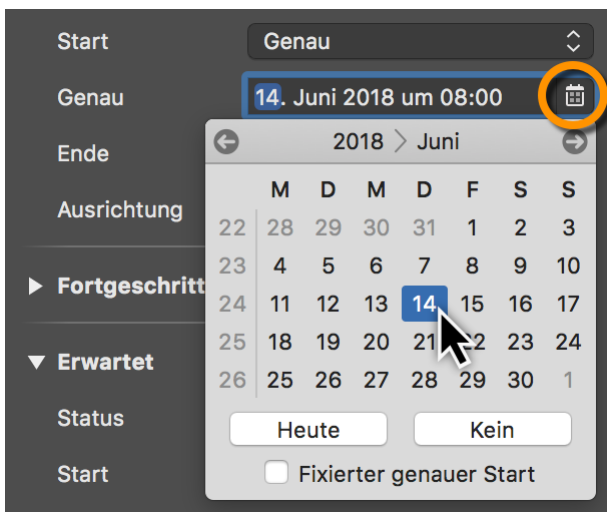 Start Genau
Genau 14. Juni 2018 um 08:00
Ende 2018 Juni
M D M D F S S
Ausrichtung
22 28 29 30 31 1 2 3
23 4 5 6 7 8 9 10
Fortgeschritt
24 11 12 13 14 15 16 17
25 18 19 20 21 22 23 24
Erwartet
26 25 26 27 28 29 30 1
Status Heute Kein
Start Fixierter genauer Start